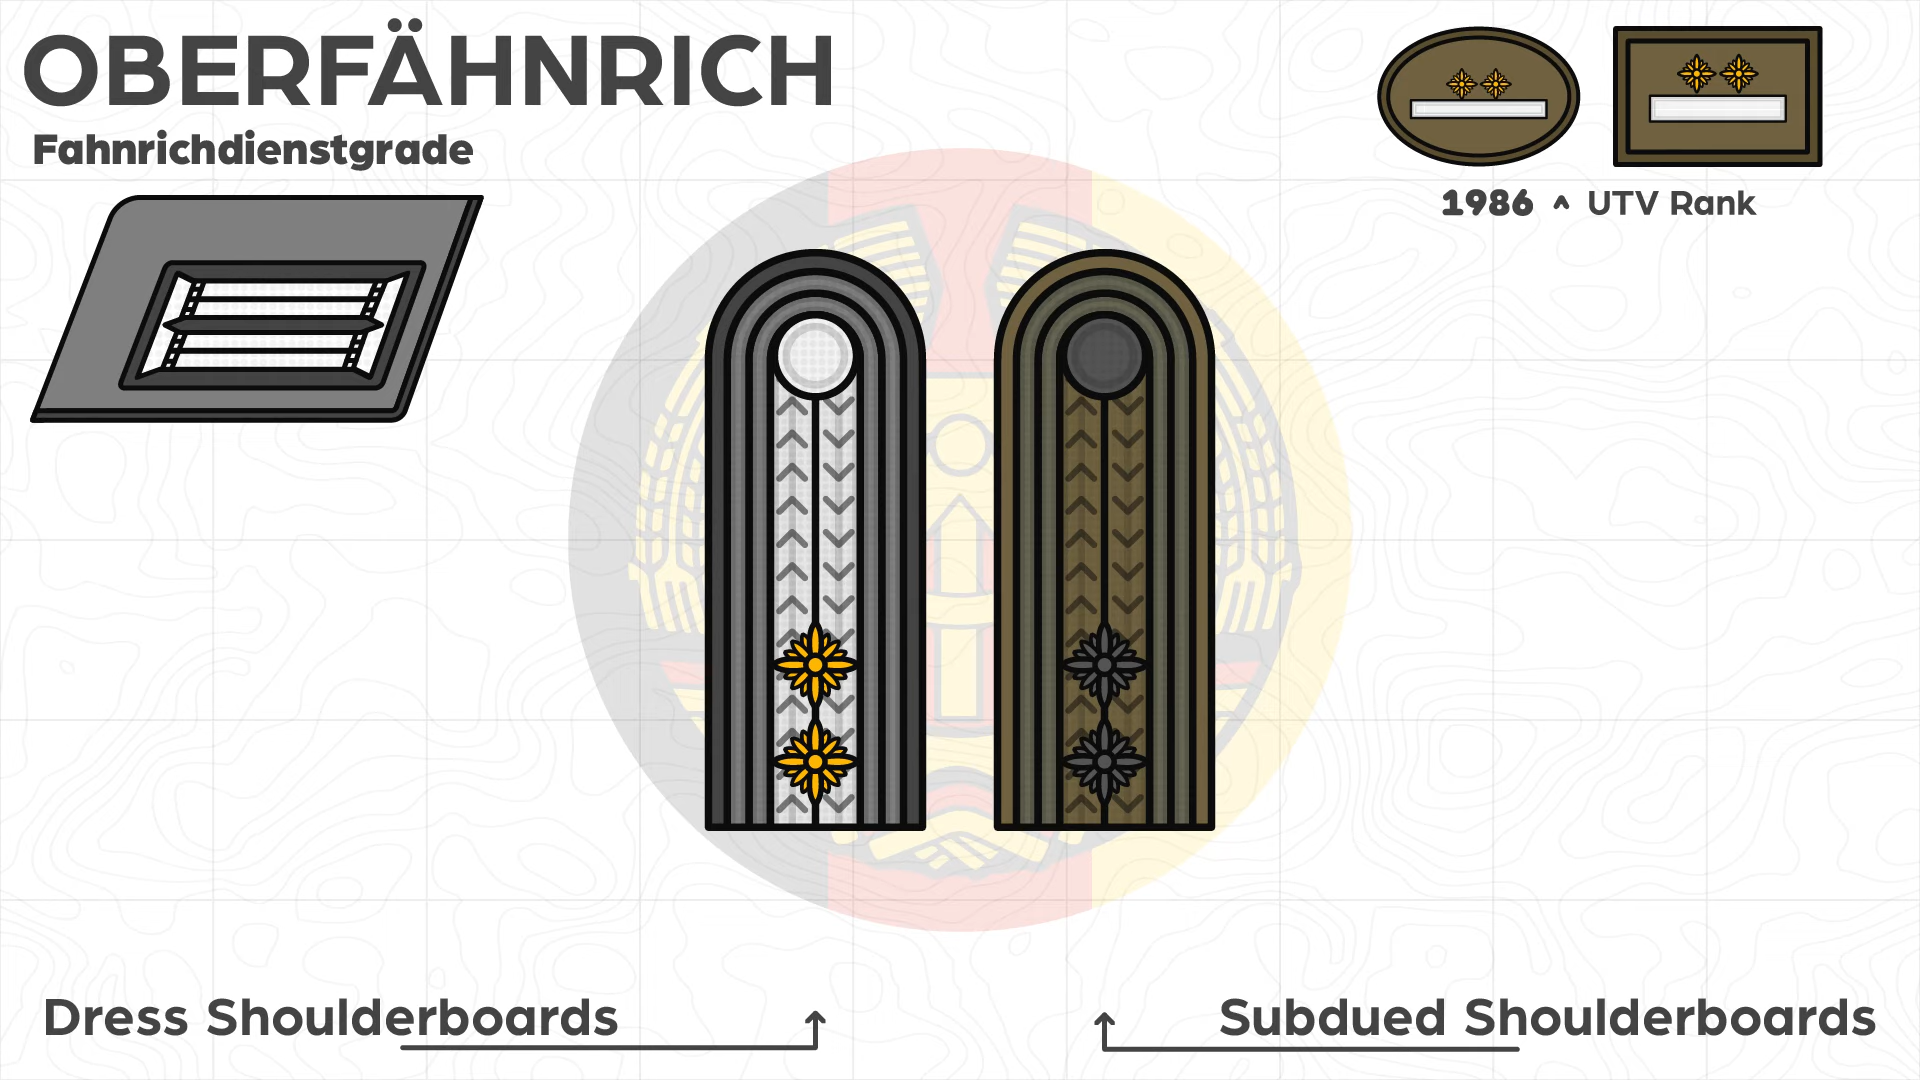 OBERFÄHNRICH
Fahnrichdienstgrade
1986 ^ UTV Rank
Dress Shoulderboards
Subdued Shoulderboards